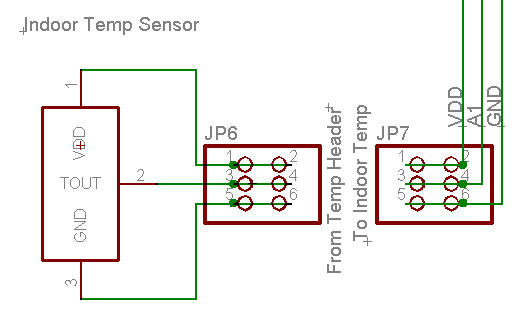 Indoor Temp Sensor
1
VDD
TOUT
2
GND
3
JP6
1 2
3 4
5 6
From Temp Header
To Indoor Temp
JP7
1 2
3 4
5 6
VDD
A1
GND